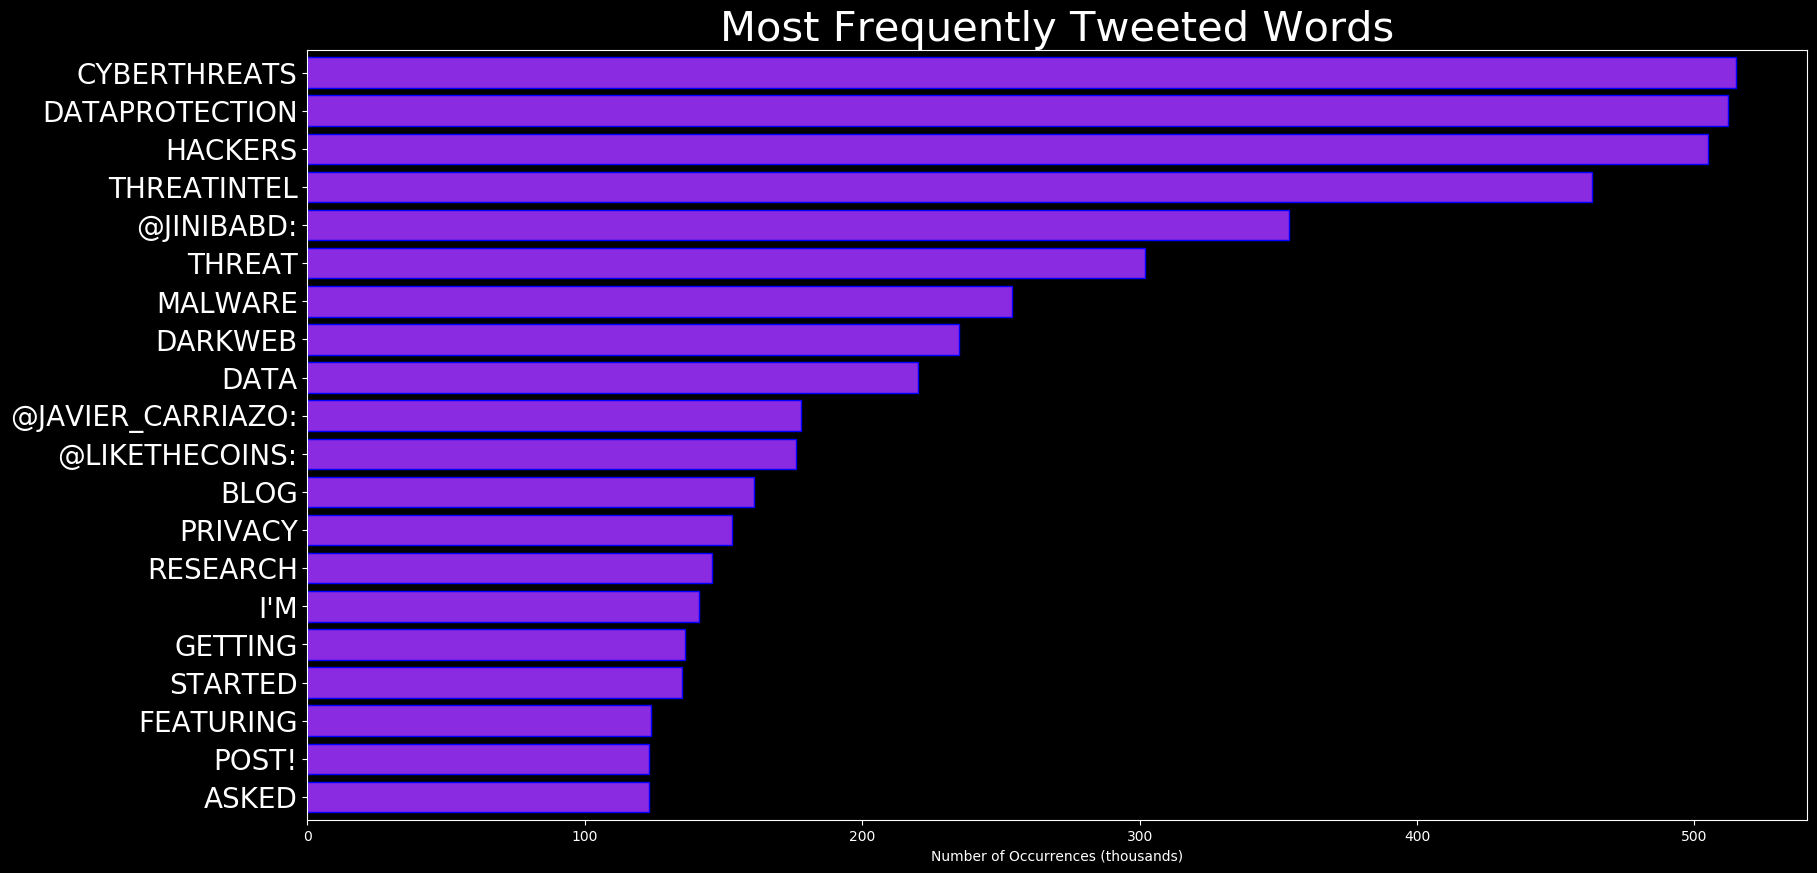 Most Frequently Tweeted Words
CYBERTHREATS
DATAPROTECTION
HACKERS
THREATINTEL
@JINIBABD:
THREAT
MALWARE
DARKWEB
DATA
@JAVIER_CARRIAZO:
@LIKETHECOINS:
BLOG
PRIVACY
RESEARCH
I'M
GETTING
STARTED
FEATURING
POST!
ASKED
0 100 200 300 400 500
Number of Occurrences (thousands)